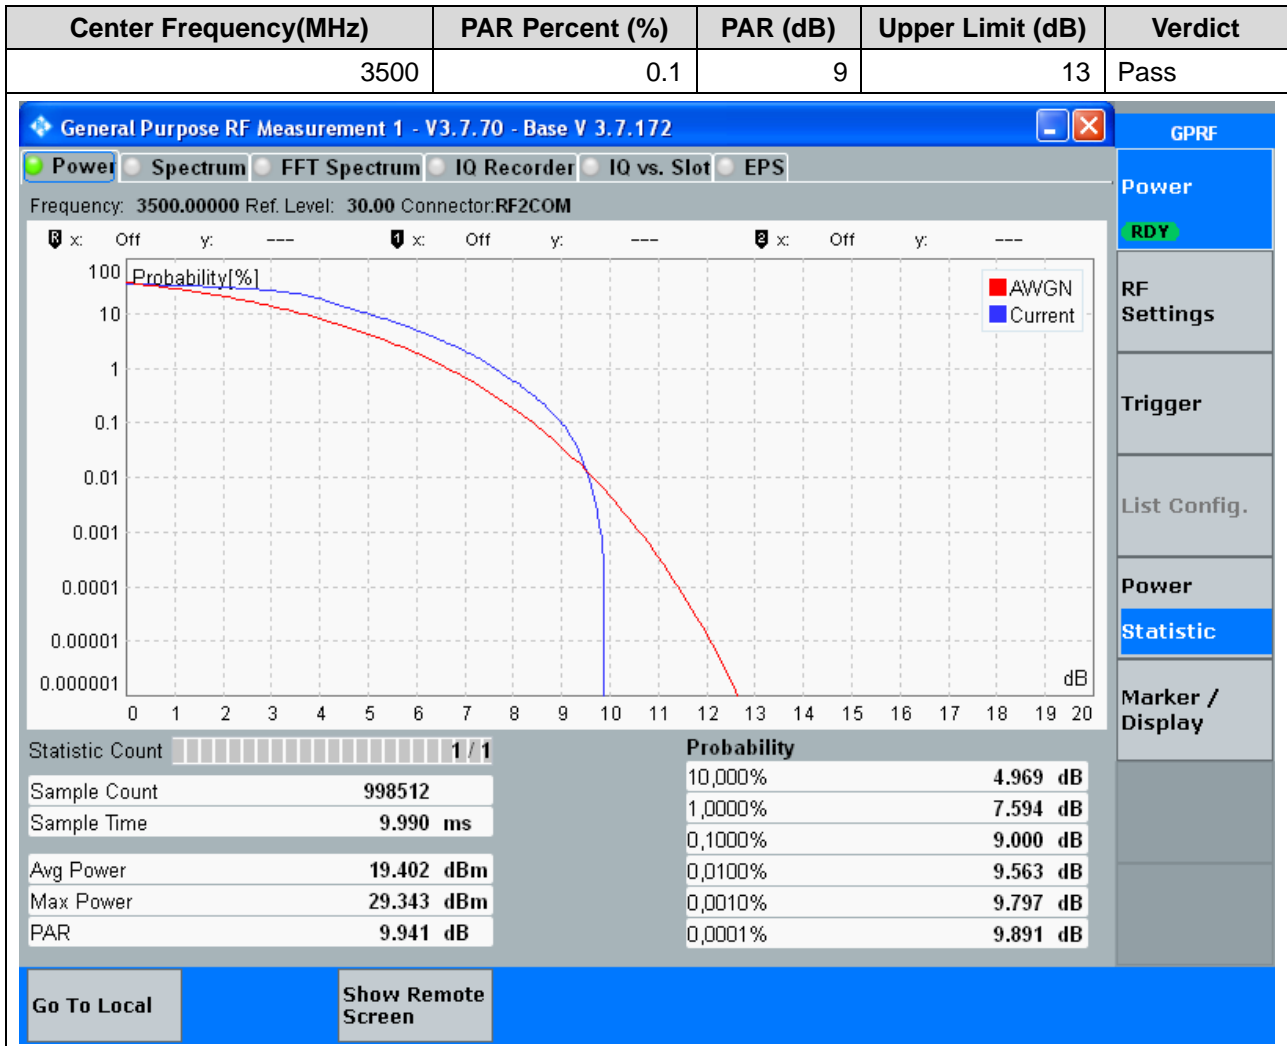 Center Frequency(MHz) PAR Percent (%) PAR (dB) Upper Limit (dB) Verdict
3500 0.1 9 13 Pass
General Purpose RF Measurement 1 - V3.7.70 - Base V 3.7.172
GPRF
Power Spectrum FFT Spectrum IQ Recorder IQ vs. Slot EPS
Power
RDY
Frequency: 3500.00000 Ref. Level: 30.00 Connector:RF2COM
R x: Off y: --- 1 x: Off y: --- 2 x: Off y: ---
Probability[%]
AWGN
Current
100
10
1
0.1
0.01
0.001
0.0001
0.00001
0.000001
dB
0 1 2 3 4 5 6 7 8 9 10 11 12 13 14 15 16 17 18 19 20
RF
Settings
Trigger
List Config.
Power
Statistic
Marker /
Display
Statistic Count 1 / 1
Sample Count 998512
Sample Time 9.990 ms
Avg Power 19.402 dBm
Max Power 29.343 dBm
PAR 9.941 dB
Probability
10,000% 4.969 dB
1,0000% 7.594 dB
0,1000% 9.000 dB
0,0100% 9.563 dB
0,0010% 9.797 dB
0,0001% 9.891 dB
Go To Local
Show Remote
Screen